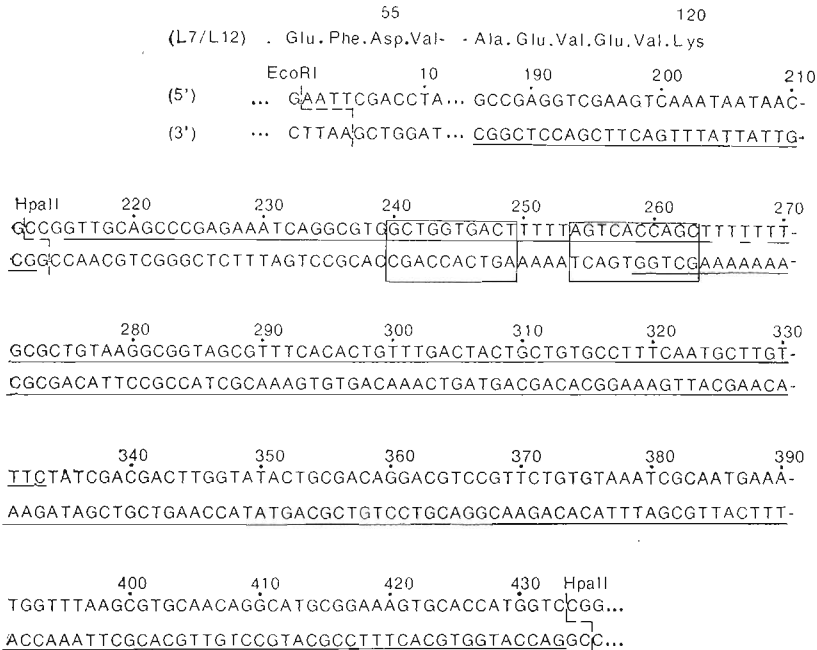 55 120
(L7/L12) . Glu.Phe.Asp.Val- -Ala.Glu.Val.Glu.Val.Lys
EcoRI 10 190 200 210
(5') ... GAATTCGACCTA... GCCGAGGTCGAAGTCAAATAATAAC-
(3') ... CTTAAGCTGGAT... CGGCTCCAGCTTCAGTTTATTATTG-
HpaII 220 230 240 250 260 270
GCCGGTTGCAGCCCGAGAAATCAGGCGTGGCTGGTGACTTTTTTAGTCACCAGCTTTTTTT-
CGGCCAACGTCGGGCTCTTTAGTCCGCACCGACCACTGAAAAATCAGTGGTCGAAAAAAA-
280 290 300 310 320 330
GCGCTGTAAGGCGGTAGCGTTTCACACTGTTTGACTACTGCTGTGCCTTTCAATGCTTGT-
CGCGACATTCCGCCATCGCAAAGTGTGACAAACTGATGACGACACGGAAAGTTACGAACA-
340 350 360 370 380 390
TTCTATCGACGACTTGGTATACTGCGACAGGACGTCCGTTCTGTGTAAATCGCAATGAAA-
AAGATAGCTGCTGAACCATATGACGCTGTCCTGCAGGCAAGACACATTTAGCGTTACTTT-
400 410 420 430 HpaII
TGGTTTAAGCGTGCAACAGGCATGCGGAAAGTGCACCATGGTCCGG...
ACCAAATTCGCACGTTGTCCGTACGCCTTTCACGTGGTACCAGGCC...